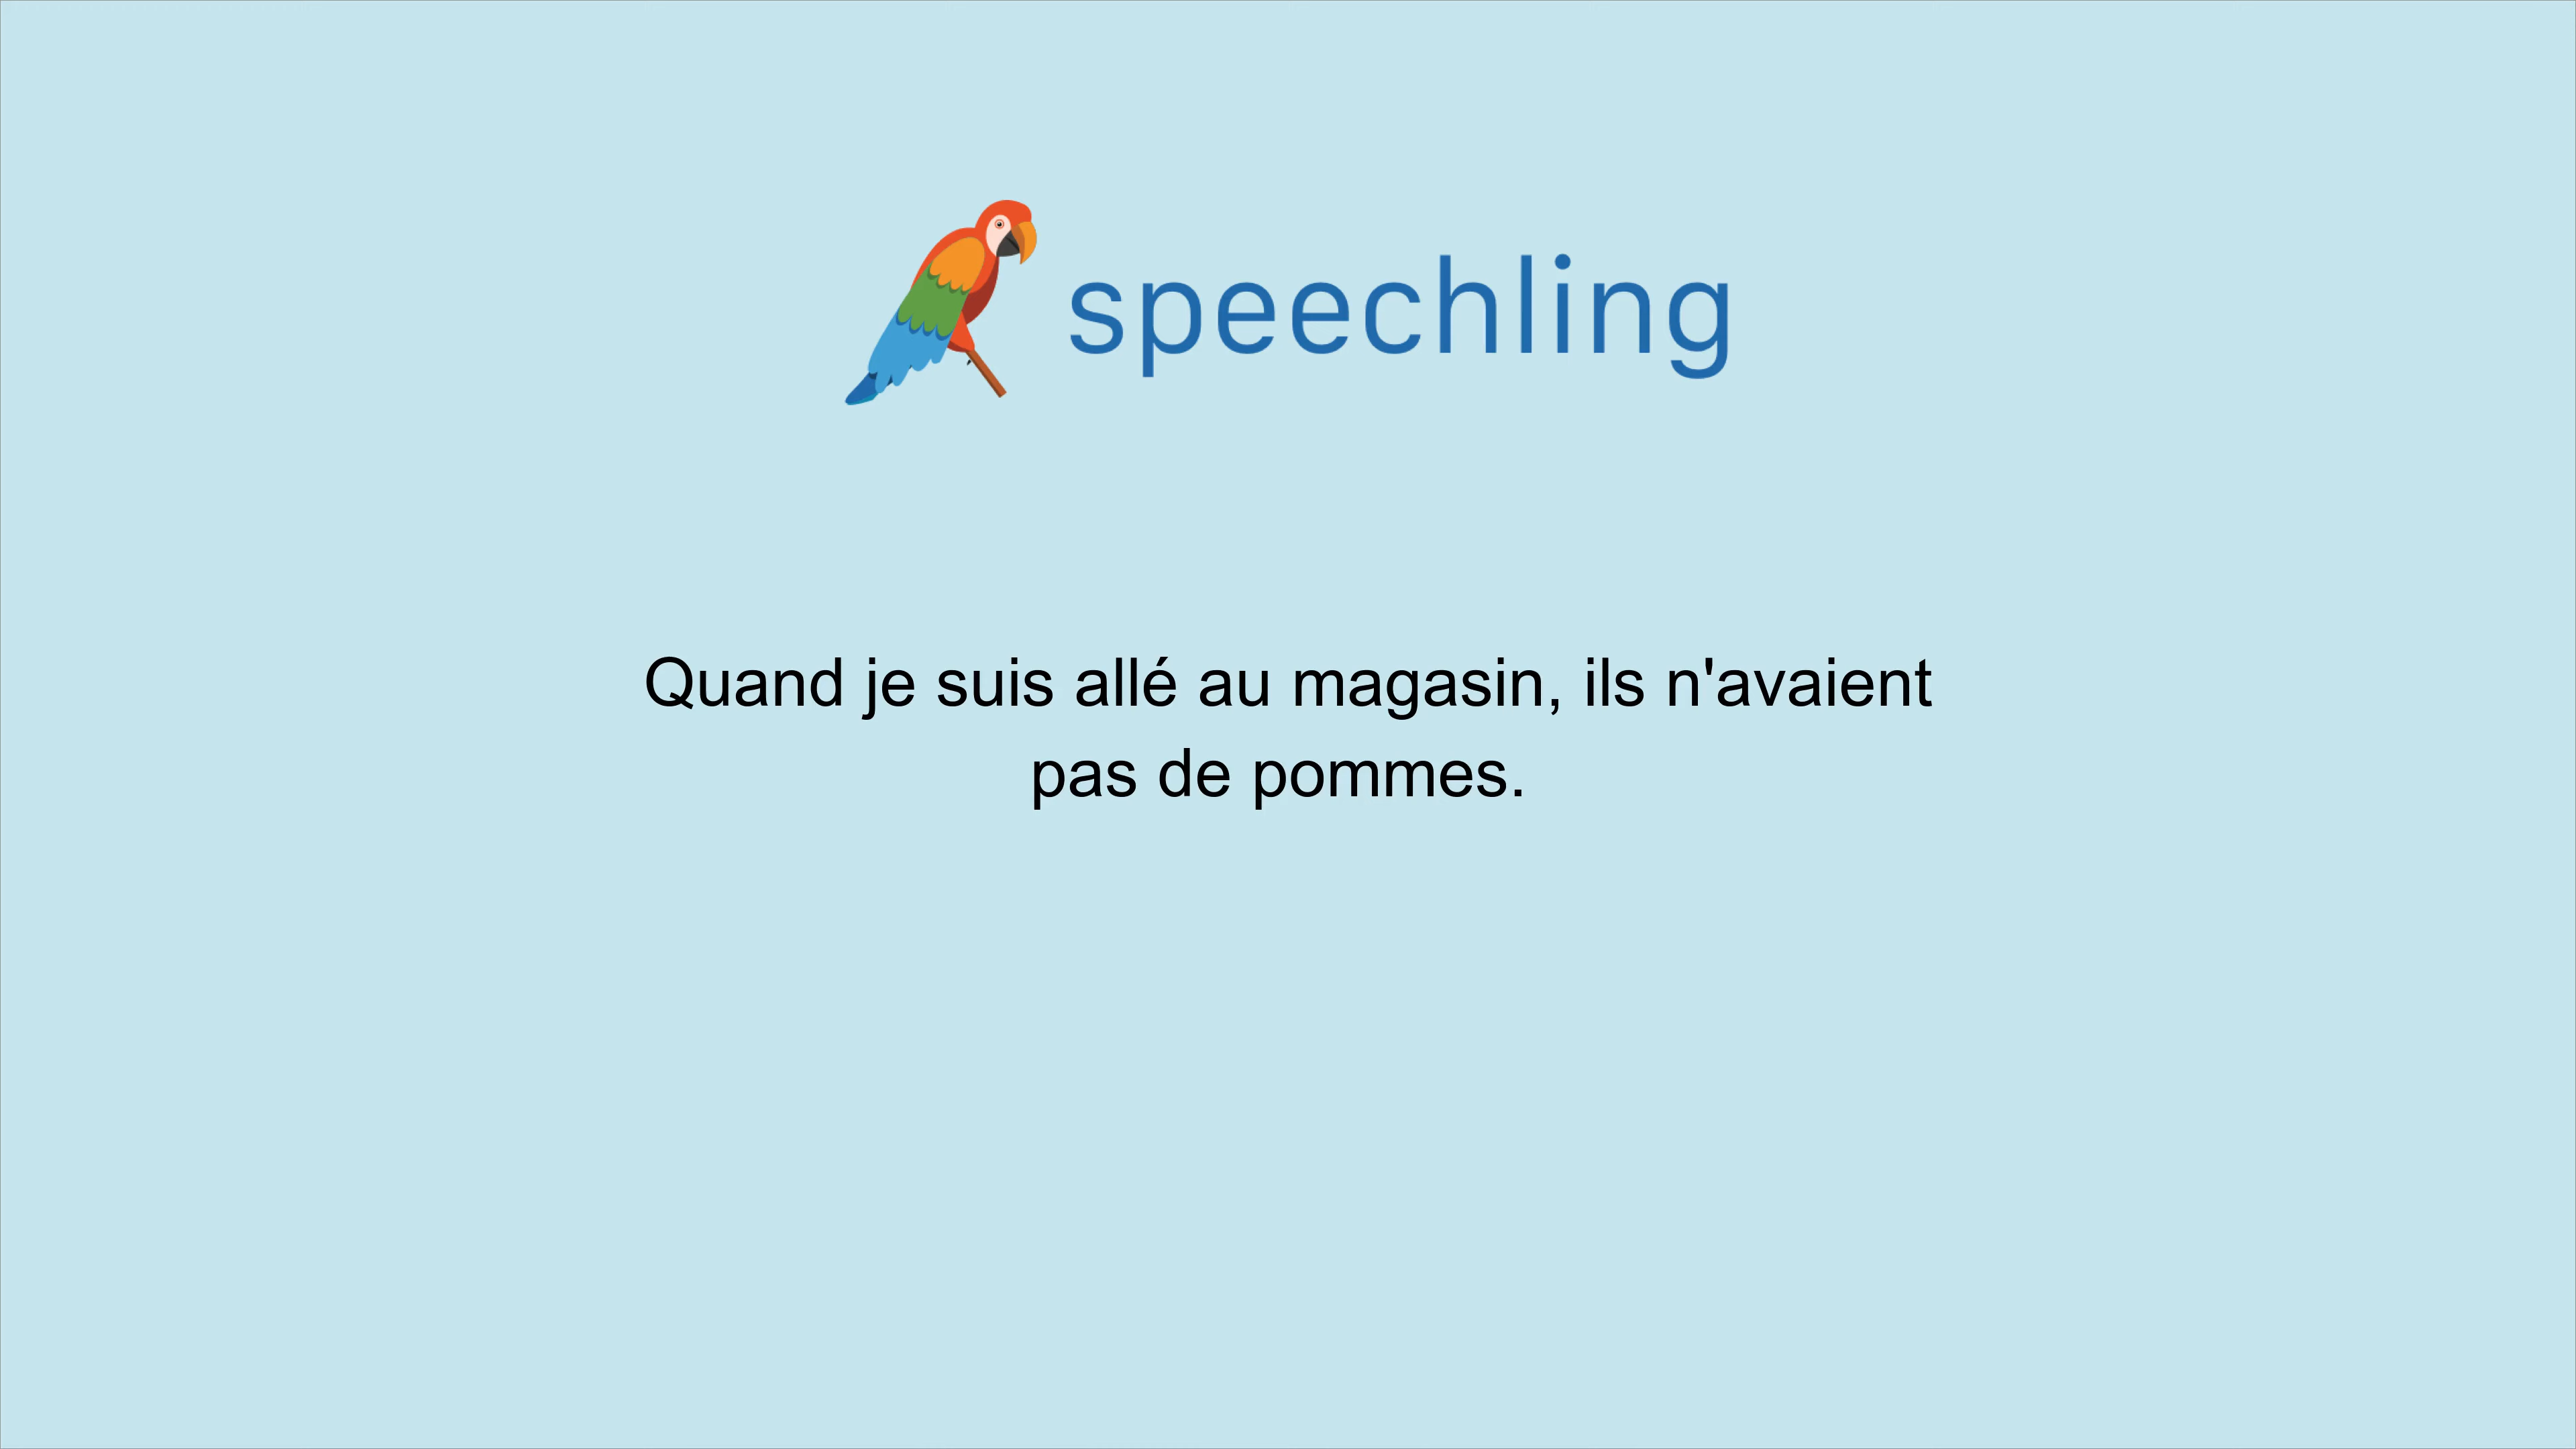 speechling
Quand je suis allé au magasin, ils n'avaient
pas de pommes.